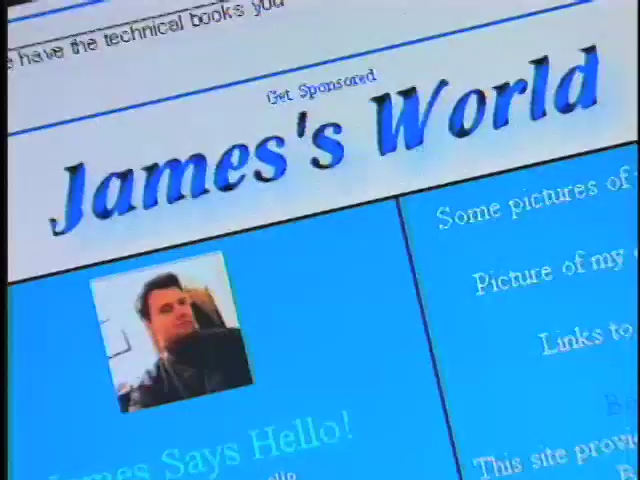 have the technical books you
Get Sponsored
James's World
Some pictures of
Picture of my
Links to
James Says Hello!
This site provi